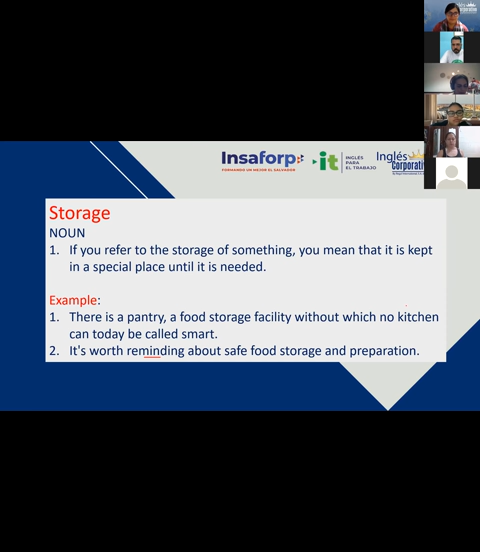 Insaforp
FORMANDO UN MEJOR EL SALVADOR
it
INGLÉS
PARA
EL TRABAJO
Inglés
Corporativ
Storage
NOUN
1. If you refer to the storage of something, you mean that it is kept
in a special place until it is needed.
Example:
1. There is a pantry, a food storage facility without which no kitchen
can today be called smart.
2. It's worth reminding about safe food storage and preparation.